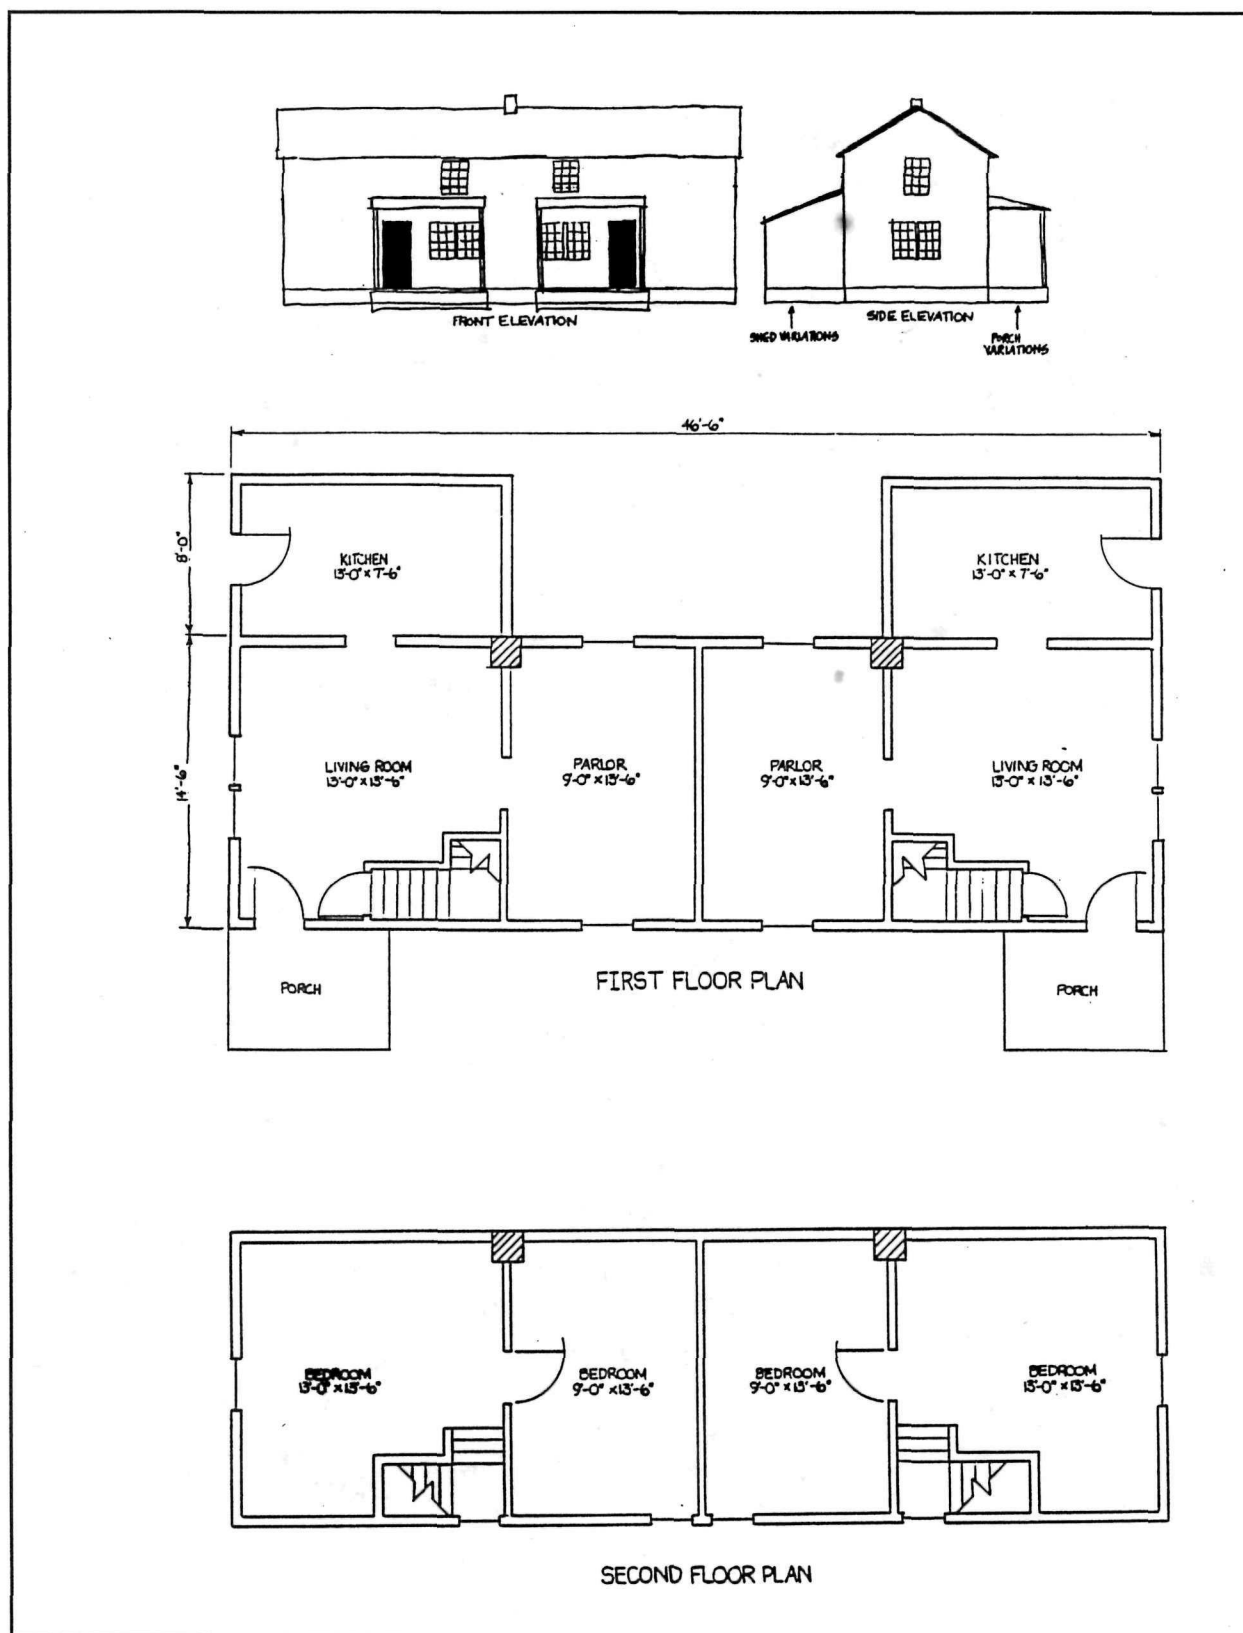 FRONT ELEVATION
SIDE ELEVATION
SHED VARIATIONS
PORCH
VARIATIONS
46'-6"
8'-0"
14'-6"
KITCHEN
13'-0" x 7'-6"
KITCHEN
13'-0" x 7'-6"
LIVING ROOM
13'-0" x 13'-6"
PARLOR
9'-0" x 13'-6"
PARLOR
9'-0" x 13'-6"
LIVING ROOM
13'-0" x 13'-6"
PORCH
FIRST FLOOR PLAN
PORCH
BEDROOM
13'-0" x 13'-6"
BEDROOM
9'-0" x 13'-6"
BEDROOM
9'-0" x 13'-6"
BEDROOM
13'-0" x 13'-6"
SECOND FLOOR PLAN